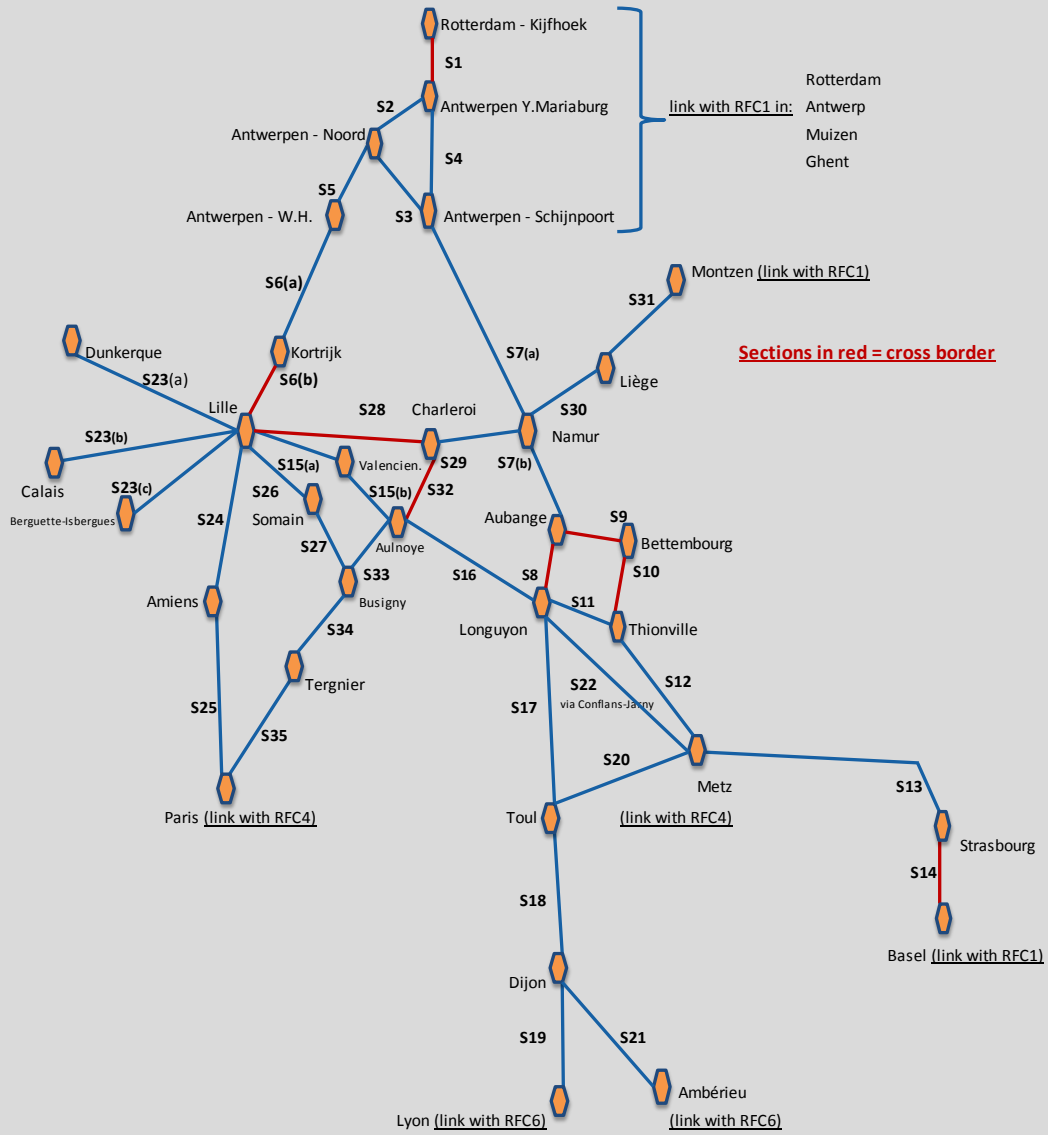 Rotterdam - Kijfhoek
S1
Rotterdam
S2
Antwerpen Y.Mariaburg
link with RFC1 in:
Antwerp
Antwerpen - Noord
Muizen
S4
Ghent
S5
Antwerpen - W.H.
S3
Antwerpen - Schijnpoort
Montzen (link with RFC1)
S6(a)
S31
Dunkerque
Kortrijk
S7(a)
Sections in red = cross border
S23(a)
S6(b)
Liège
Lille
S28
Charleroi
S30
S23(b)
Namur
Valencien.
S29
S7(b)
Calais
S23(c)
S15(a)
S32
S26
S15(b)
Berguette-Isbergues
S24
Somain
Aubange
S9
Bettembourg
S27
Aulnoye
S33
S16
S8
S10
Amiens
Busigny
S11
Longuyon
Thionville
S34
Tergnier
S22
S12
S25
S17
via Conflans-Jarny
S35
S20
Metz
S13
Paris (link with RFC4)
Toul
(link with RFC4)
Strasbourg
S14
S18
Basel (link with RFC1)
Dijon
S19
S21
Ambérieu
Lyon (link with RFC6)
(link with RFC6)